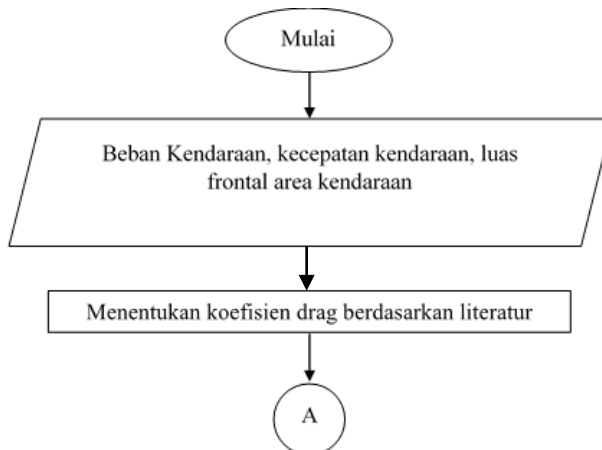 Mulai
Beban Kendaraan, kecepatan kendaraan, luas
frontal area kendaraan
Menentukan koefisien drag berdasarkan literatur
A